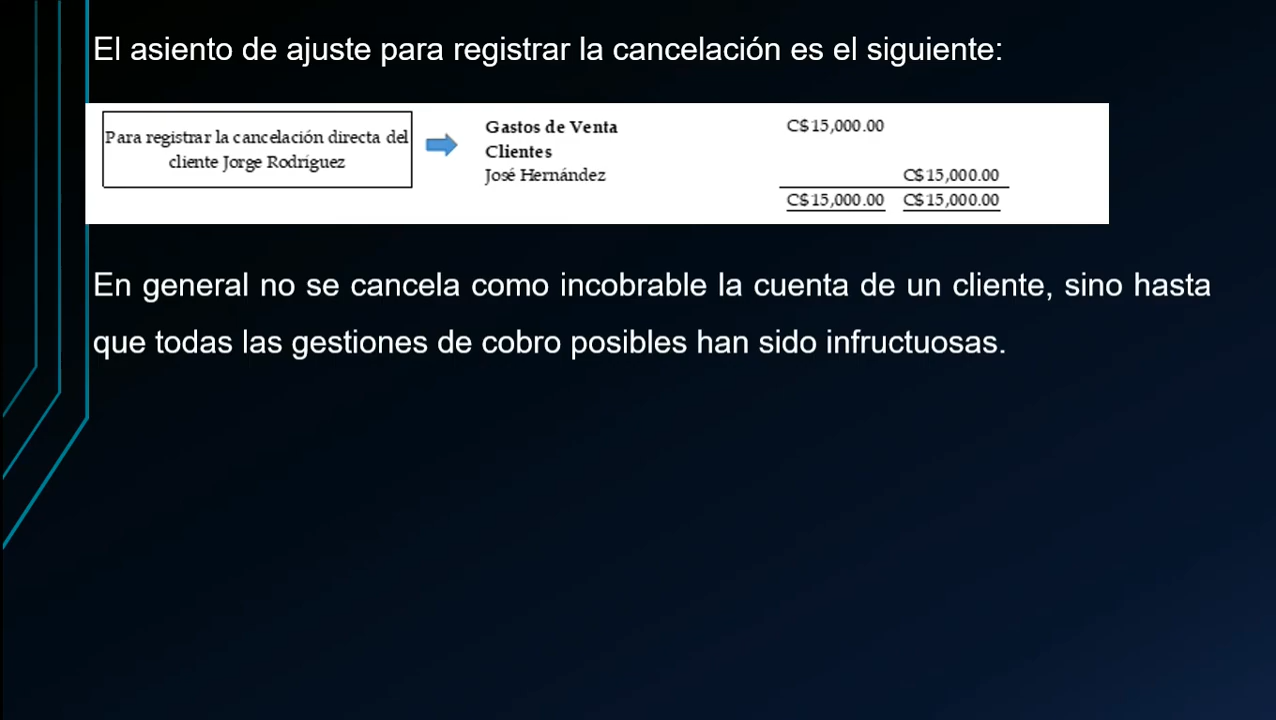 El asiento de ajuste para registrar la cancelación es el siguiente:
Para registrar la cancelación directa del
cliente Jorge Rodríguez
Gastos de Venta C$15,000.00
Clientes
José Hernández C$15,000.00
C$15,000.00 C$15,000.00
En general no se cancela como incobrable la cuenta de un cliente, sino hasta
que todas las gestiones de cobro posibles han sido infructuosas.